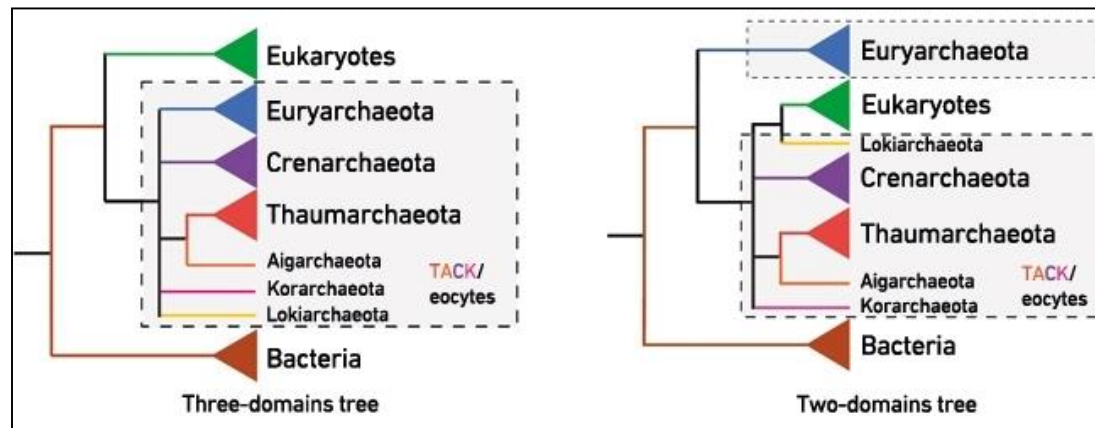 Eukaryotes
Euryarchaeota
Crenarchaeota
Thaumarchaeota
Aigarchaeota
Korarchaeota
Lokiarchaeota
TACK/
eocytes
Bacteria
Three-domains tree
Euryarchaeota
Eukaryotes
Lokiarchaeota
Crenarchaeota
Thaumarchaeota
Aigarchaeota
Korarchaeota
TACK/
eocytes
Bacteria
Two-domains tree